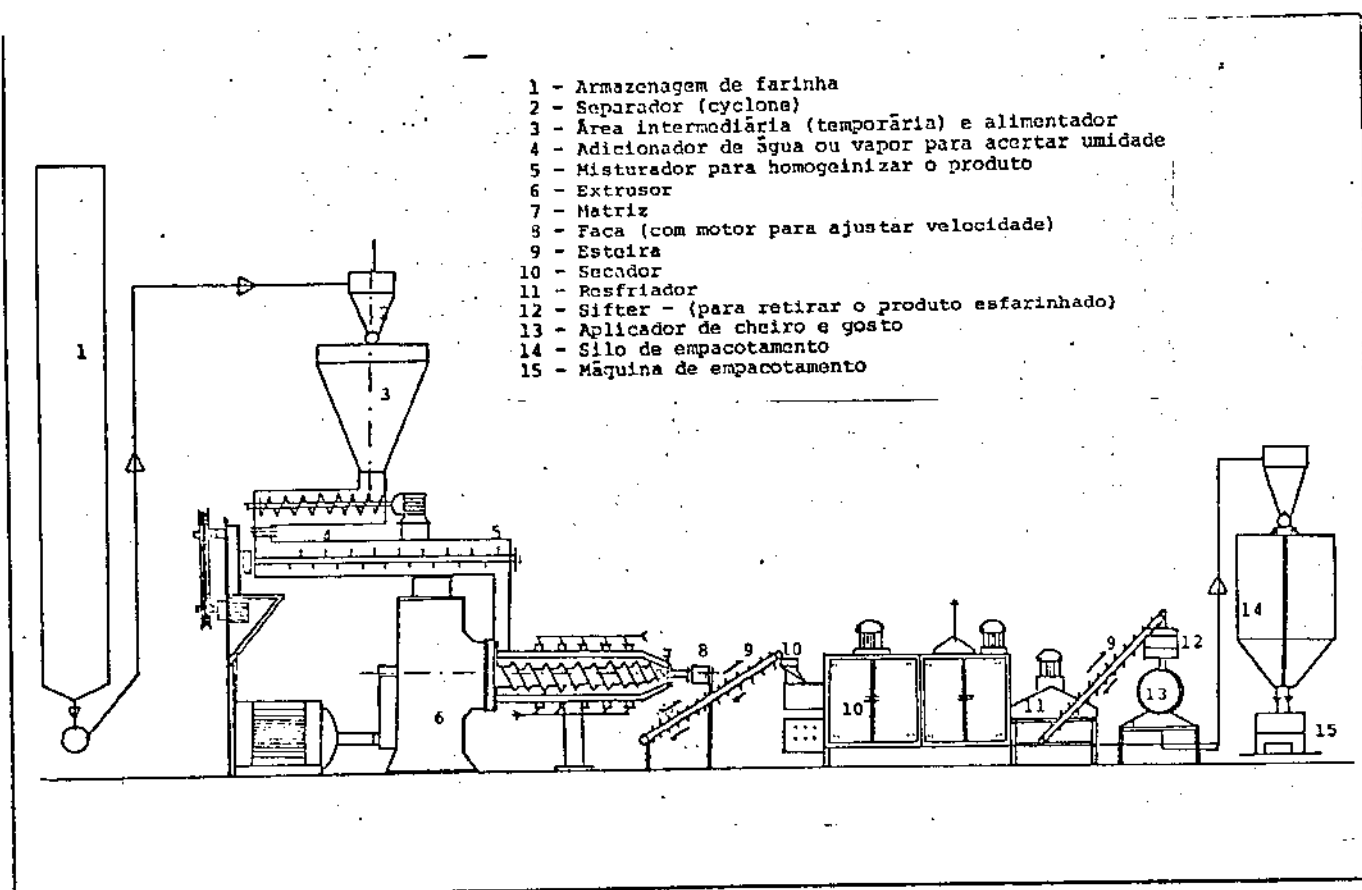 1 - Armazenagem de farinha
2 - Separador (cyclone)
3 - Área intermediária (temporária) e alimentador
4 - Adicionador de água ou vapor para acertar umidade
5 - Misturador para homogeinizar o produto
6 - Extrusor
7 - Matriz
8 - Faca (com motor para ajustar velocidade)
9 - Esteira
10 - Secador
11 - Resfriador
12 - Sifter - (para retirar o produto esfarinhado)
13 - Aplicador de cheiro e gosto
14 - Silo de empacotamento
15 - Máquina de empacotamento
1
2
3
4
5
6
7
8
9
10
10
11
9
12
13
14
15